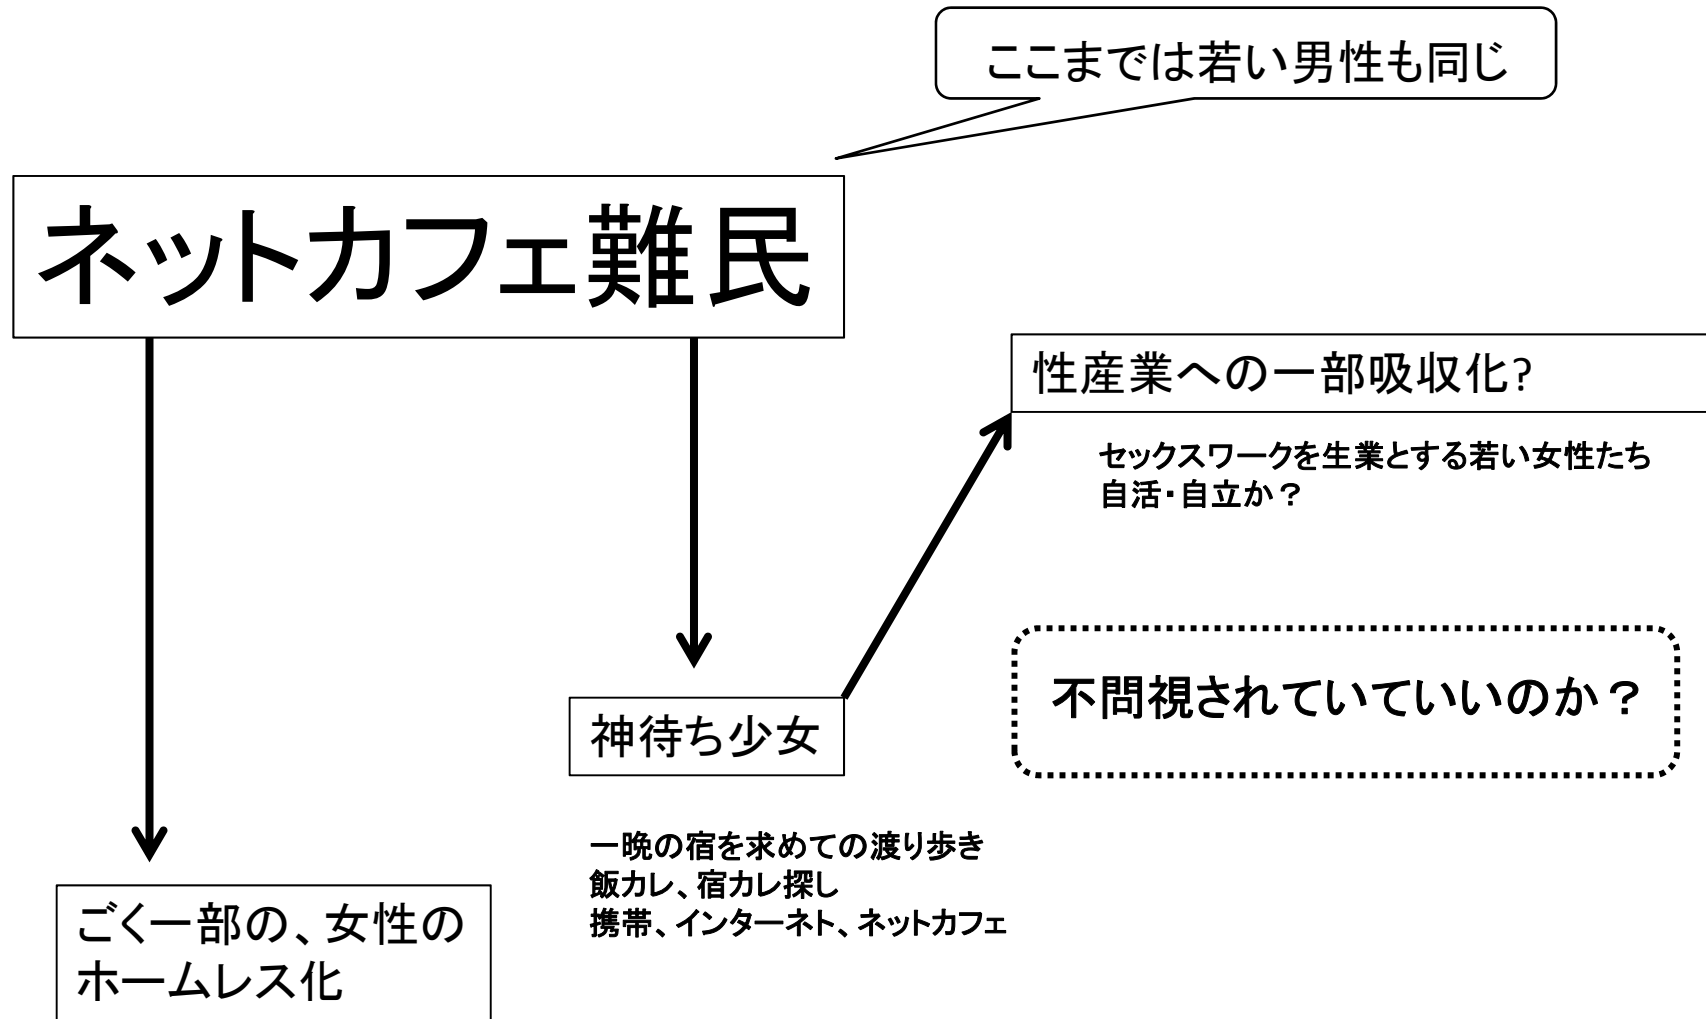 ここまでは若い男性も同じ
ネットカフェ難民
性産業への一部吸収化?
セックスワークを生業とする若い女性たち
自活・自立か？
不問視されていていいのか？
神待ち少女
一晩の宿を求めての渡り歩き
飯カレ、宿カレ探し
携帯、インターネト、ネットカフェ
ごく一部の、女性の
ホームレス化